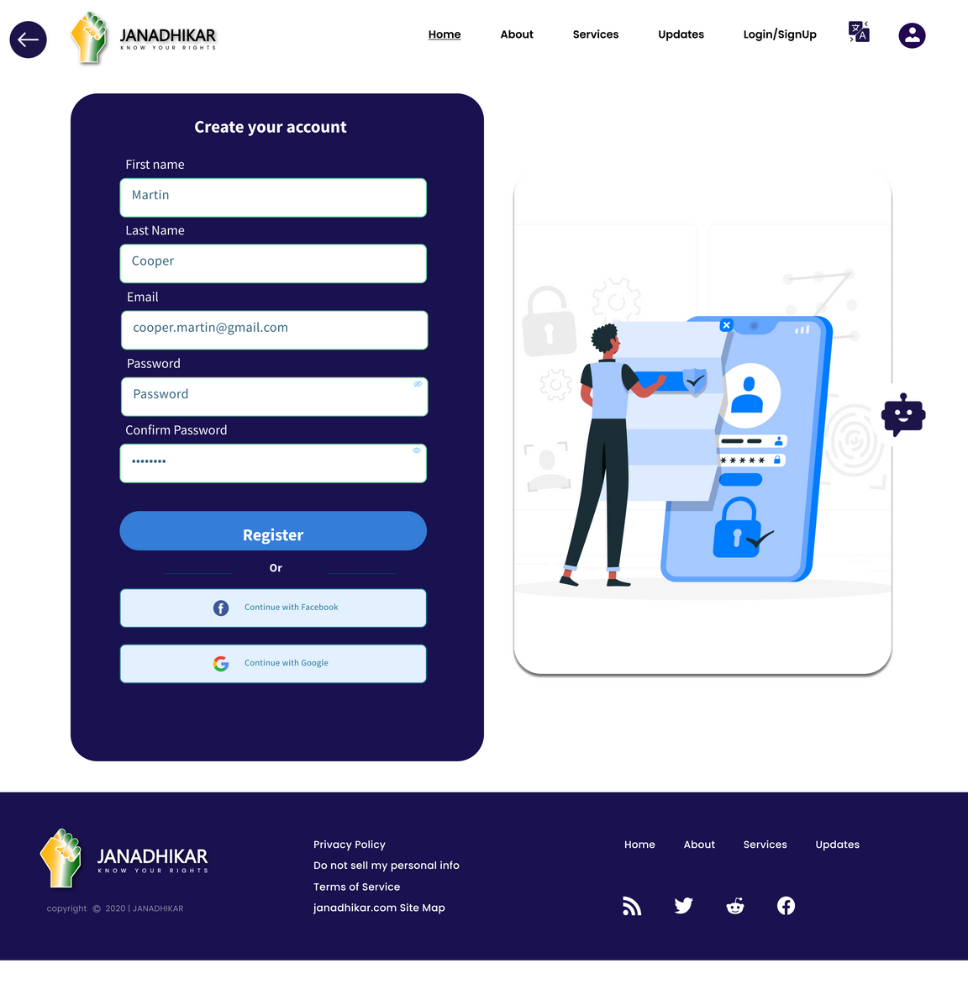 JANADHIKAR
KNOW YOUR RIGHTS
Home About Services Updates Login/SignUp
文 A
Create your account
First name
Martin
Last Name
Cooper
Email
cooper.martin@gmail.com
Password
Password
Confirm Password
••••••••
Register
Or
Continue with Facebook
Continue with Google
*****
JANADHIKAR
KNOW YOUR RIGHTS
copyright © 2020 | JANADHIKAR
Privacy Policy
Do not sell my personal info
Terms of Service
janadhikar.com Site Map
Home About Services Updates